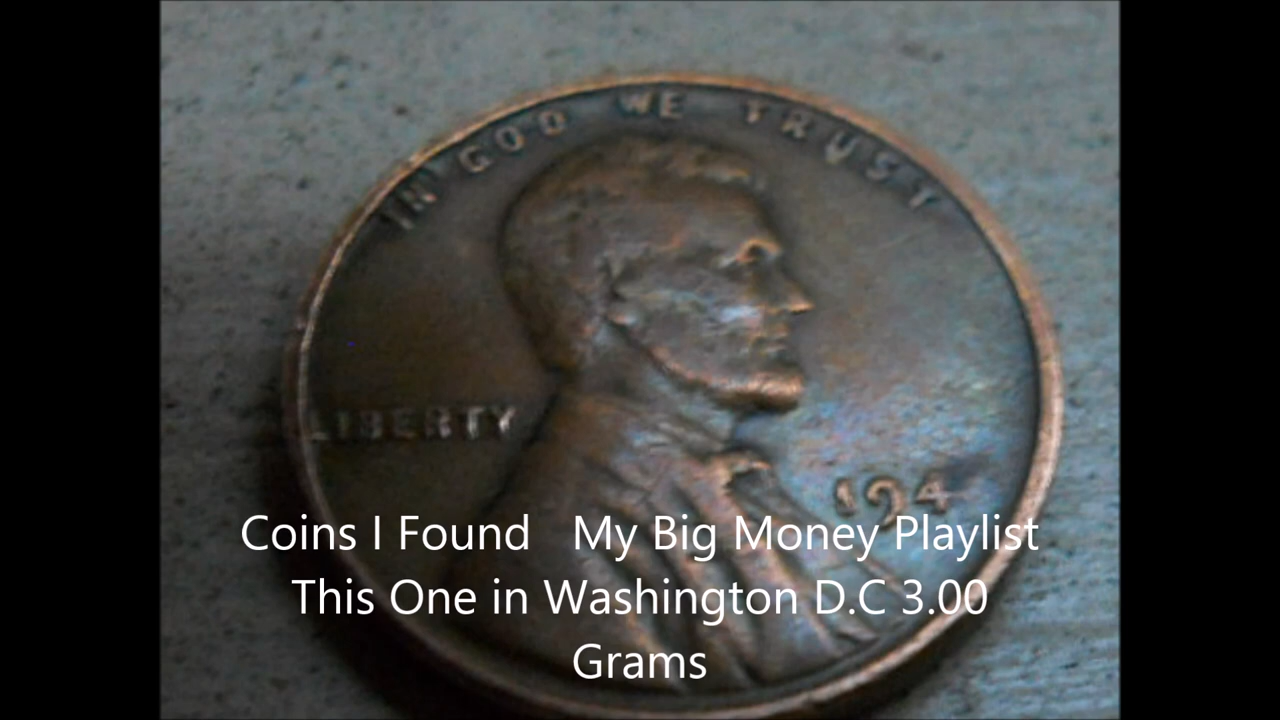 IN GOD WE TRUST
LIBERTY
194
Coins I Found My Big Money Playlist
This One in Washington D.C 3.00
Grams